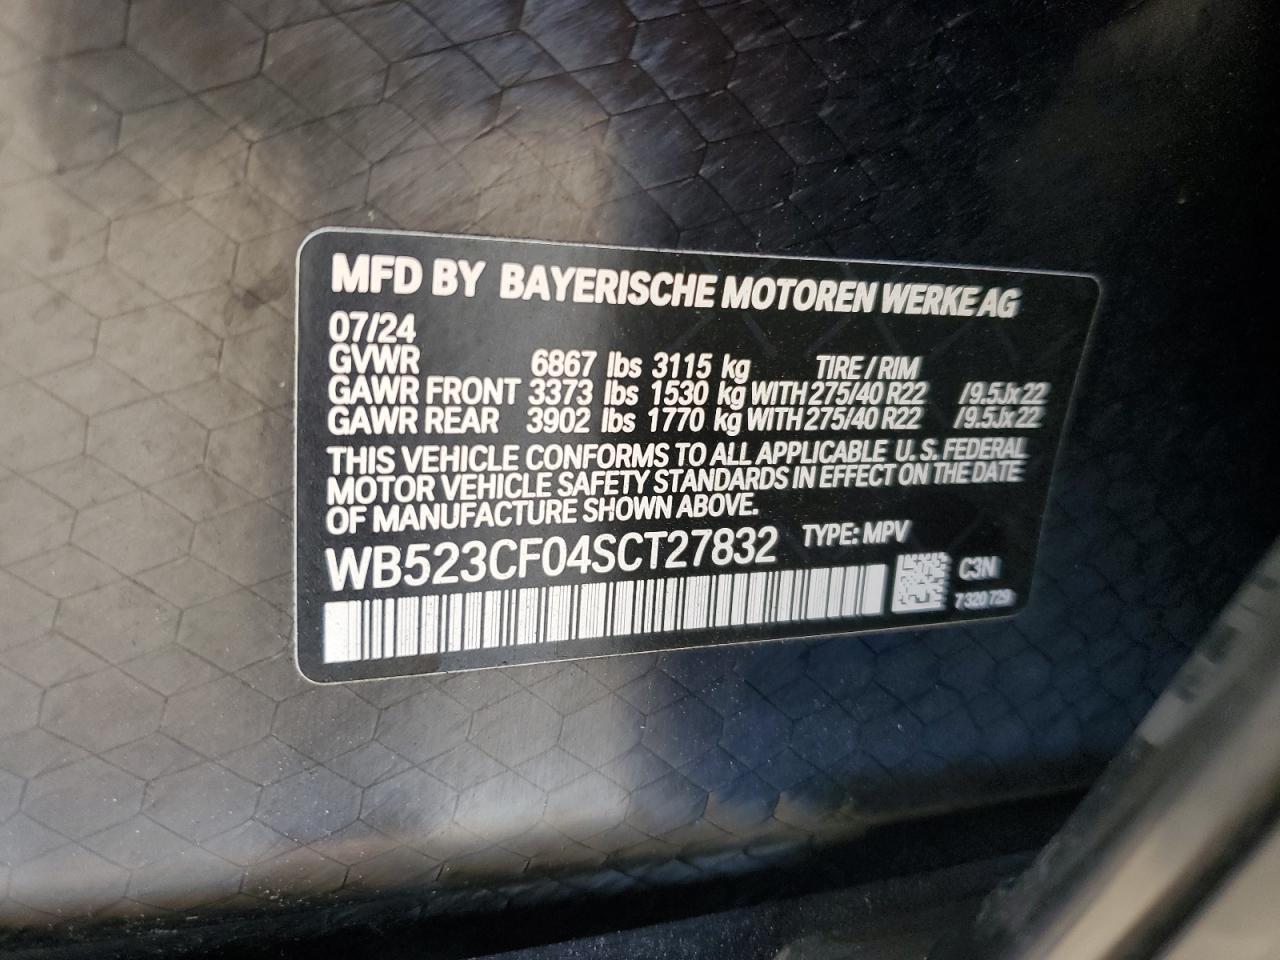 MFD BY BAYERISCHE MOTOREN WERKE AG
07/24
GVWR 6867 lbs 3115 kg TIRE / RIM
GAWR FRONT 3373 lbs 1530 kg WITH 275/40 R22 /9.5Jx22
GAWR REAR 3902 lbs 1770 kg WITH 275/40 R22 /9.5Jx22
THIS VEHICLE CONFORMS TO ALL APPLICABLE U.S. FEDERAL
MOTOR VEHICLE SAFETY STANDARDS IN EFFECT ON THE DATE
OF MANUFACTURE SHOWN ABOVE.
WB523CF04SCT27832 TYPE: MPV
C3N
7 320 729